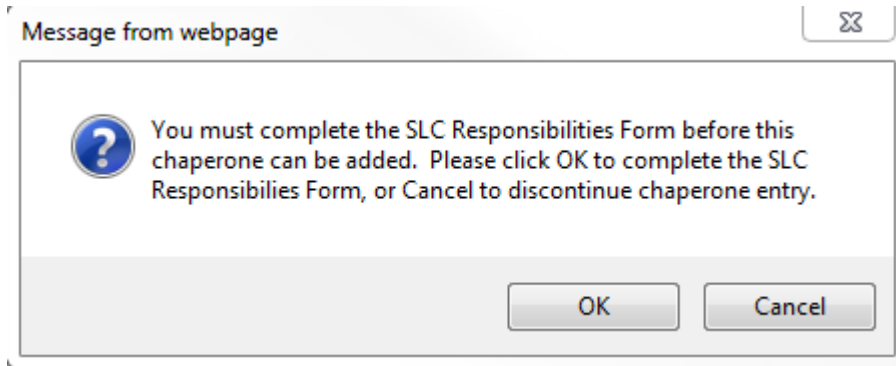 Message from webpage
You must complete the SLC Responsibilities Form before this
chaperone can be added.  Please click OK to complete the SLC
Responsibilies Form, or Cancel to discontinue chaperone entry.
OK
Cancel